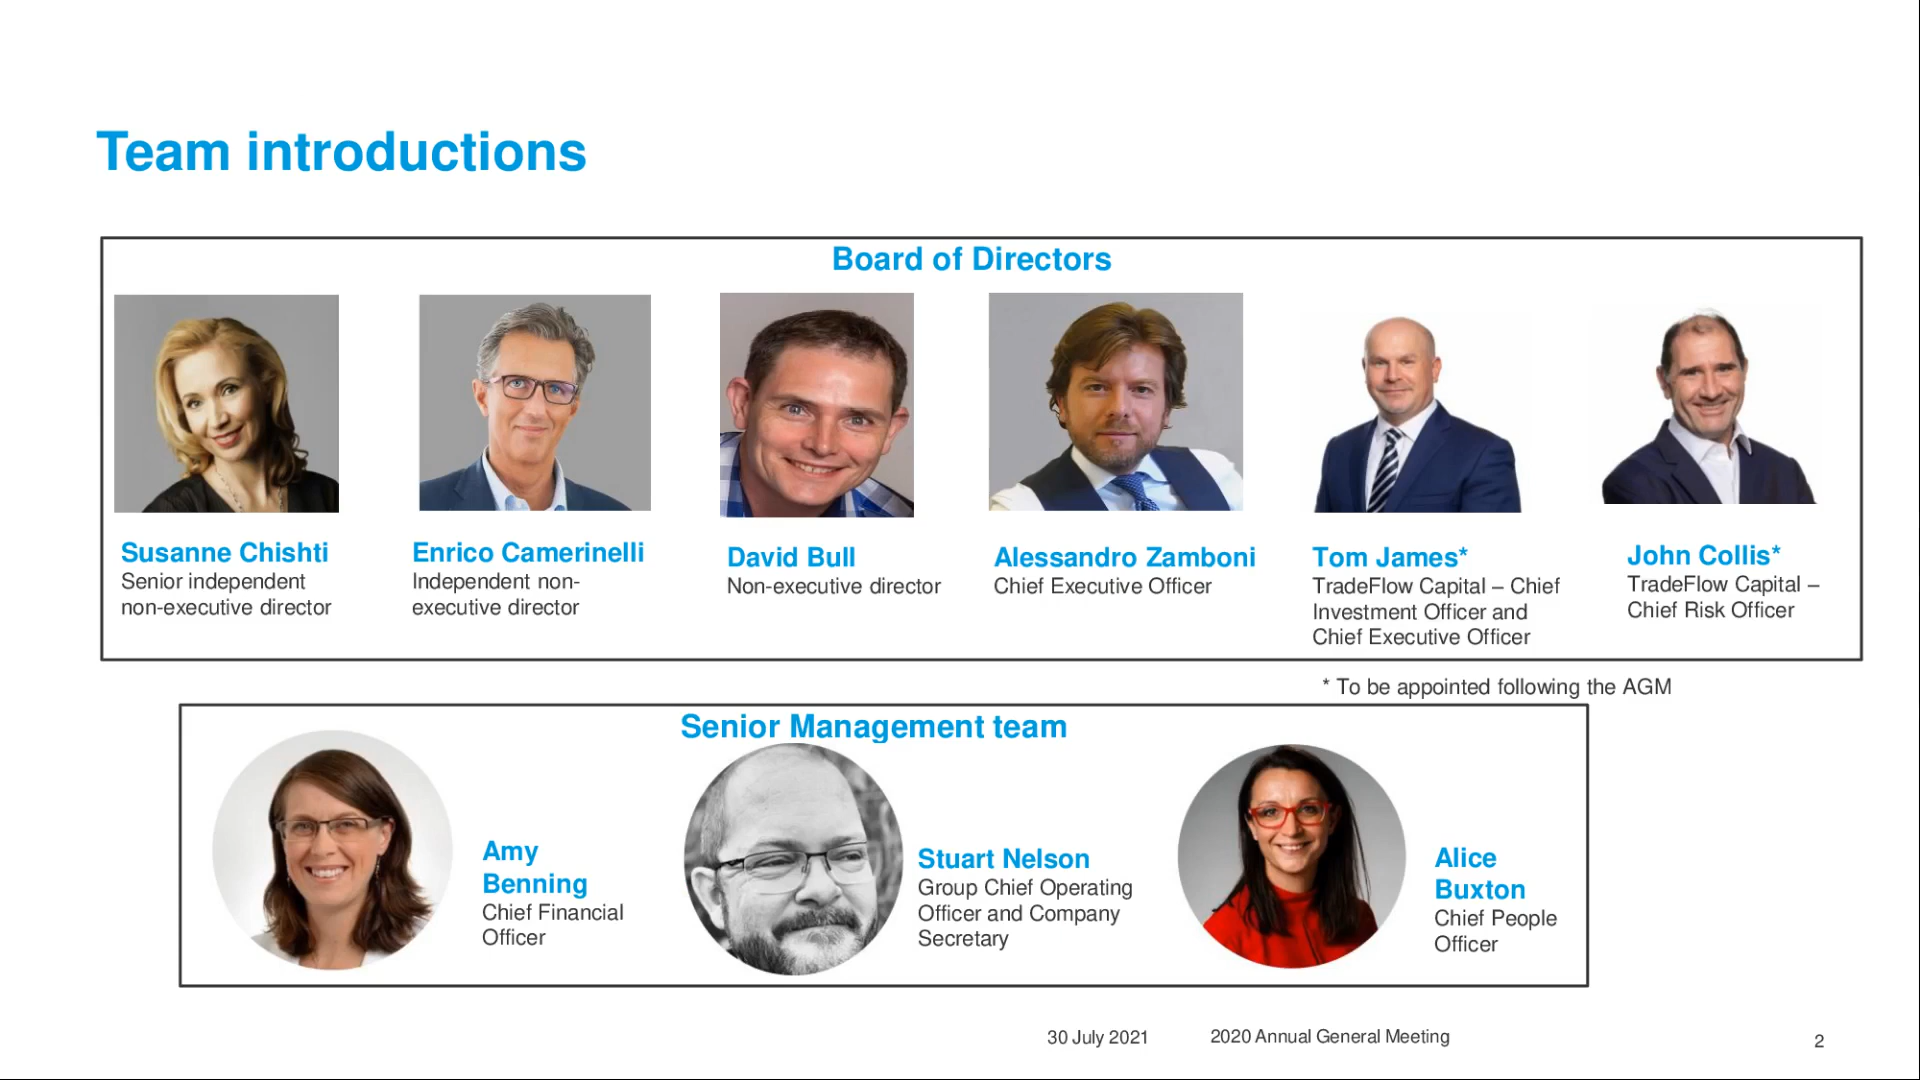 Team introductions
Board of Directors
Susanne Chishti
Senior independent
non-executive director
Enrico Camerinelli
Independent non-
executive director
David Bull
Non-executive director
Alessandro Zamboni
Chief Executive Officer
Tom James*
TradeFlow Capital – Chief
Investment Officer and
Chief Executive Officer
John Collis*
TradeFlow Capital –
Chief Risk Officer
* To be appointed following the AGM
Senior Management team
Amy
Benning
Chief Financial
Officer
Stuart Nelson
Group Chief Operating
Officer and Company
Secretary
Alice
Buxton
Chief People
Officer
30 July 2021
2020 Annual General Meeting
2